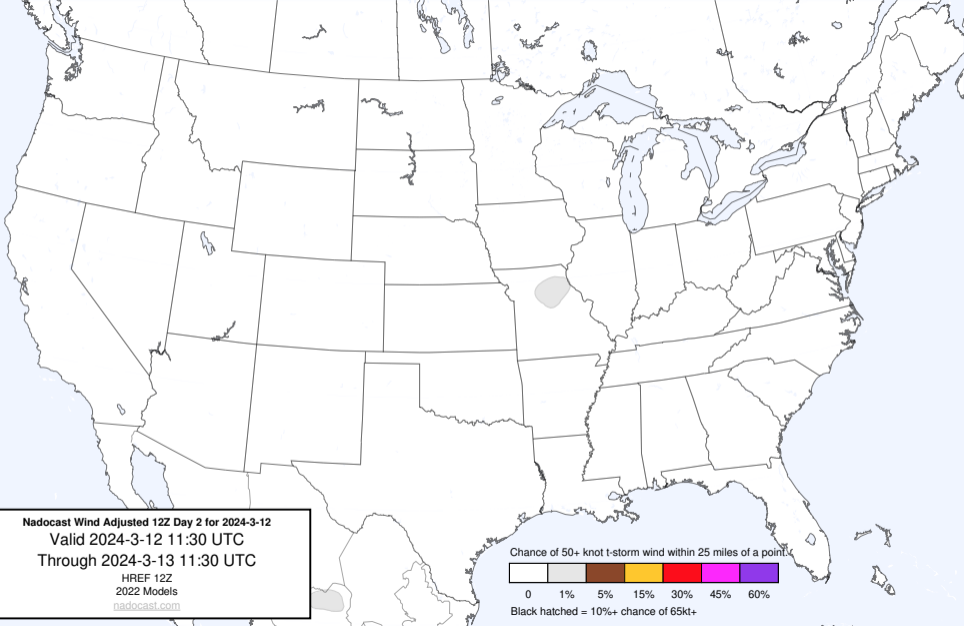 Nadocast Wind Adjusted 12Z Day 2 for 2024-3-12
Valid 2024-3-12 11:30 UTC
Through 2024-3-13 11:30 UTC
HREF 12Z
2022 Models
nadocast.com
Chance of 50+ knot t-storm wind within 25 miles of a point.
0 1% 5% 15% 30% 45% 60%
Black hatched = 10%+ chance of 65kt+